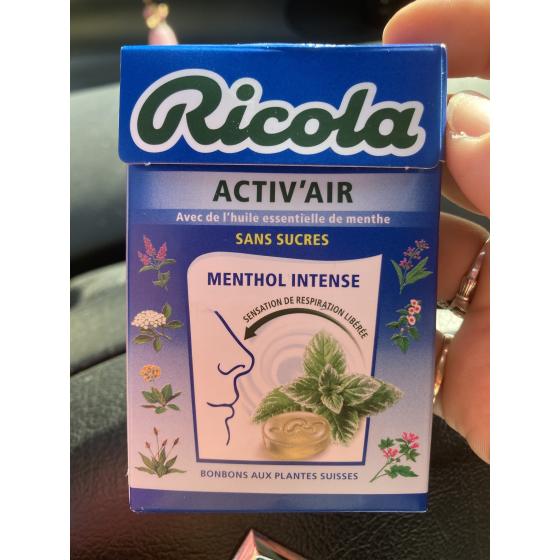 Ricola
ACTIV'AIR
Avec de l'huile essentielle de menthe
SANS SUCRES
MENTHOL INTENSE
SENSATION DE RESPIRATION LIBÉRÉE
BONBONS AUX PLANTES SUISSES